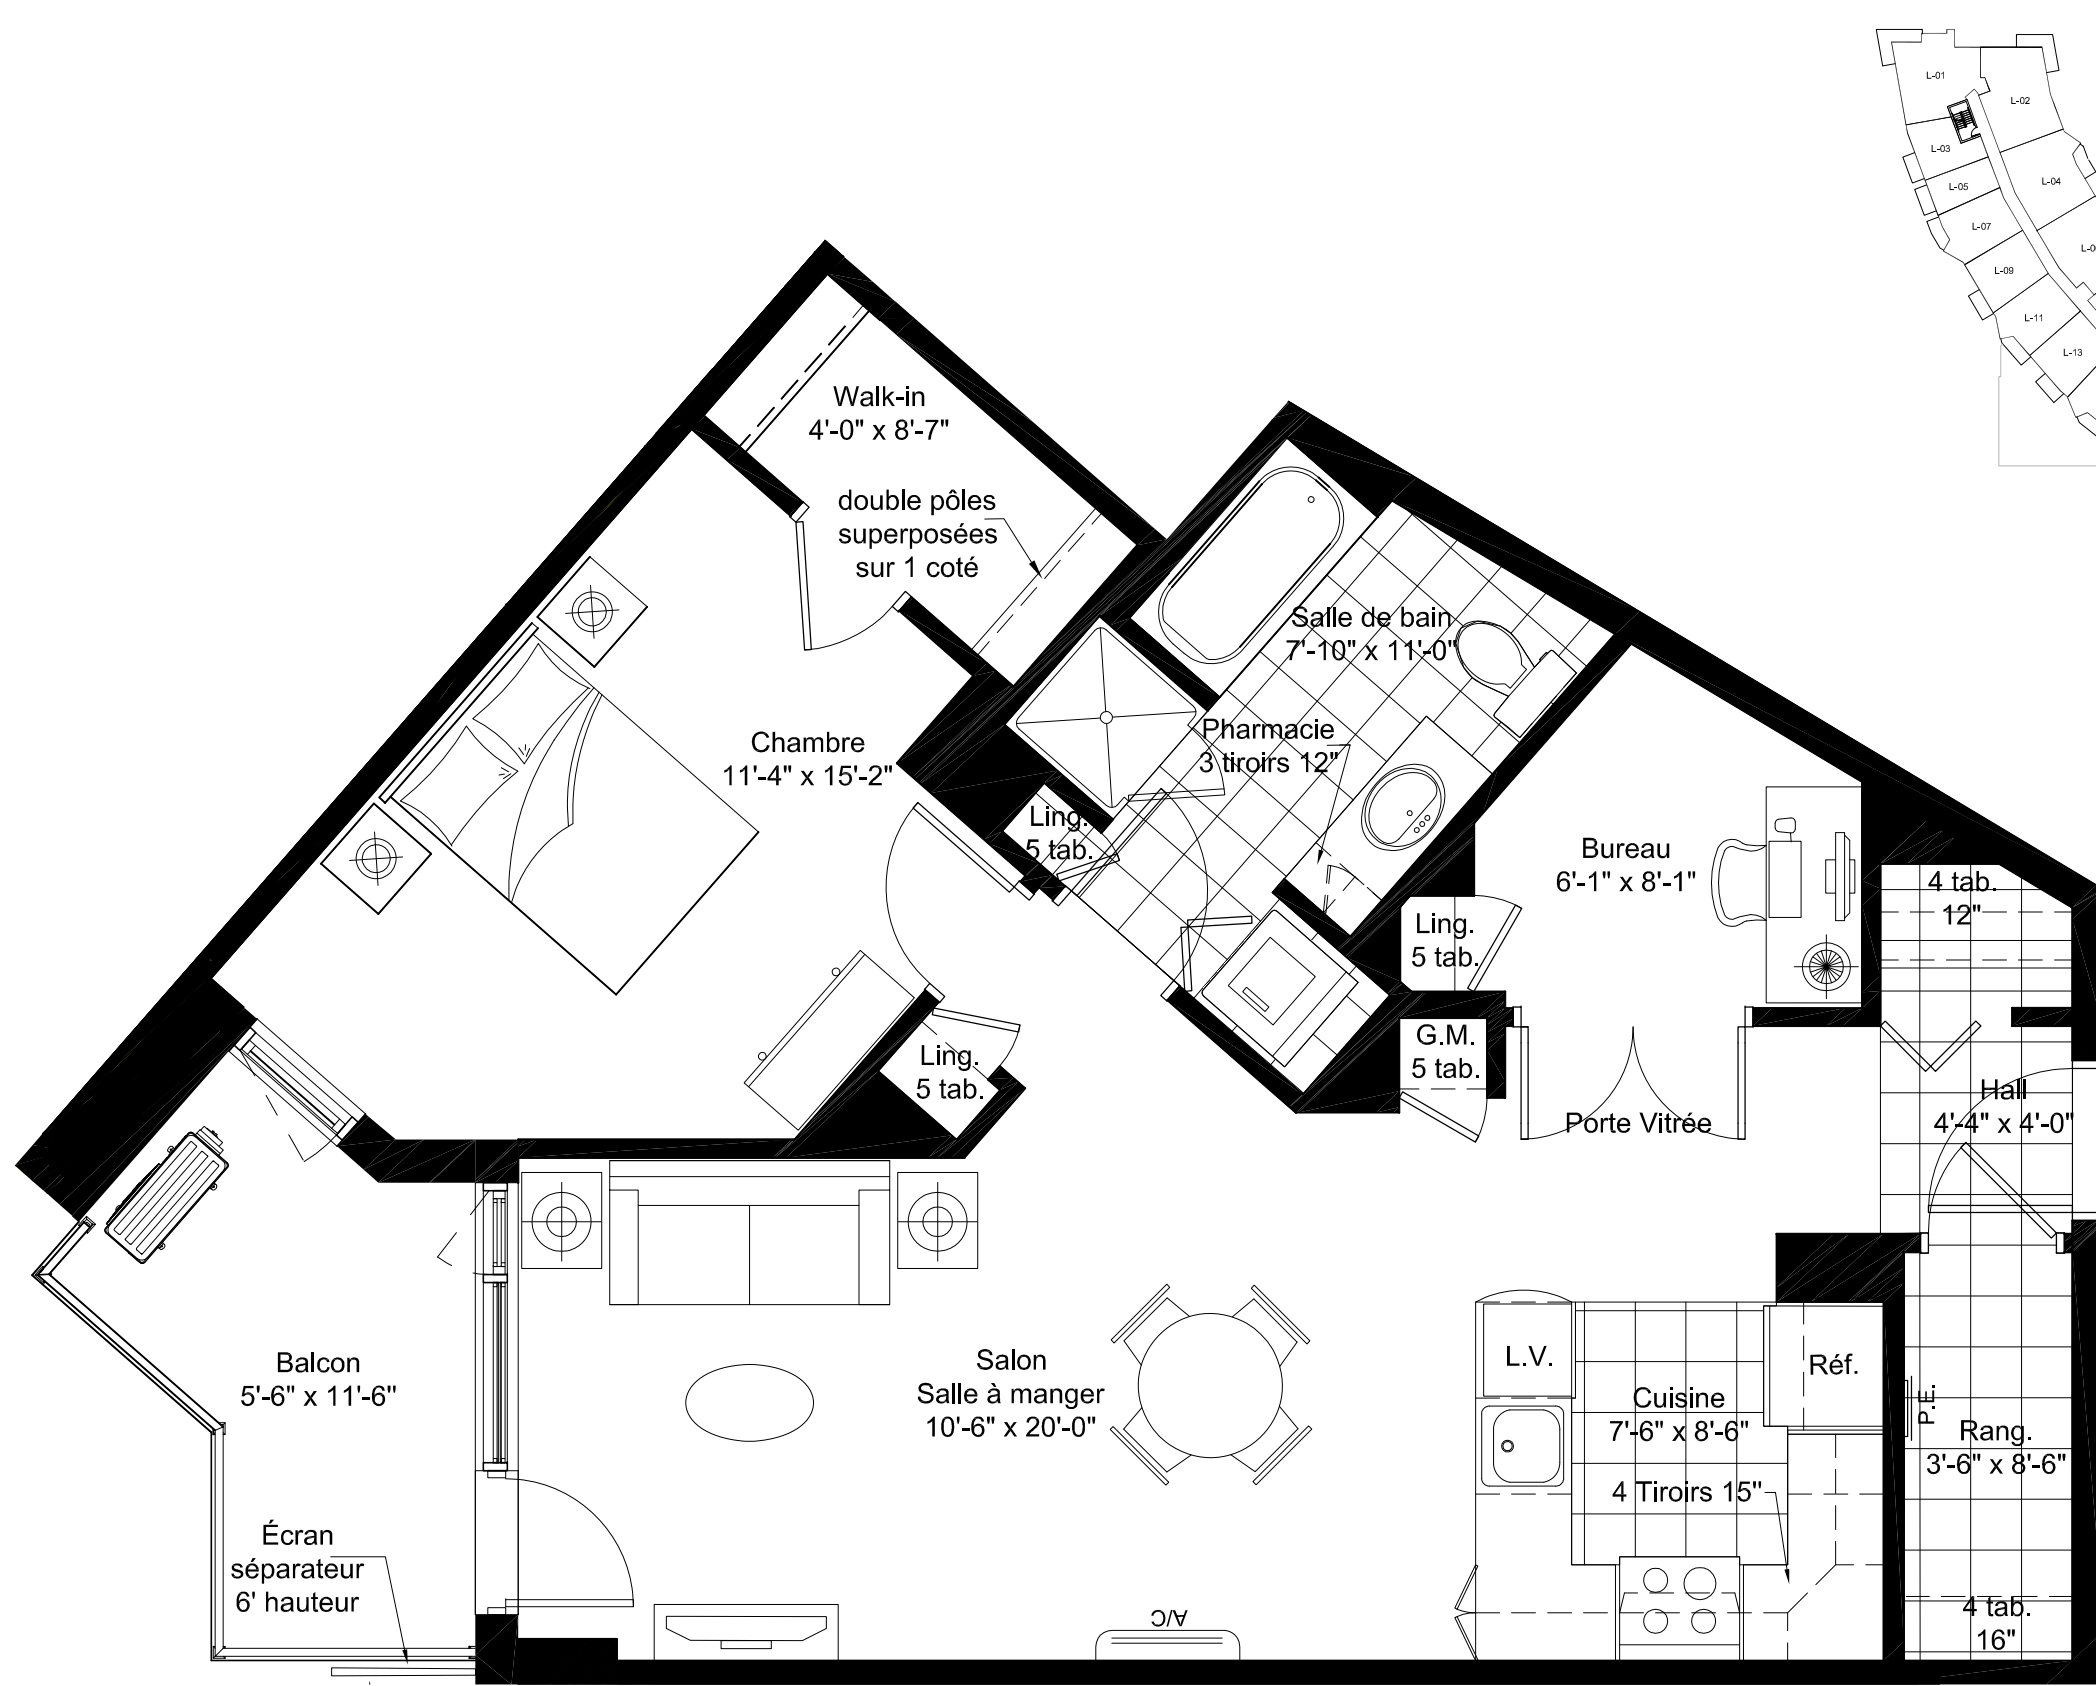 L-01
L-02
L-03
L-04
L-05
L-07
L-09
L-11
L-13
Walk-in
4'-0" x 8'-7"
double pôles
superposées
sur 1 coté
Salle de bain
7'-10" x 11'-0"
Pharmacie
3 tiroirs 12"
Chambre
11'-4" x 15'-2"
Ling.
5 tab.
Bureau
6'-1" x 8'-1"
4 tab.
12"
Ling.
5 tab.
G.M.
5 tab.
Ling.
5 tab.
Porte Vitrée
Hall
4'-4" x 4'-0"
Balcon
5'-6" x 11'-6"
Salon
Salle à manger
10'-6" x 20'-0"
L.V.
Réf.
Cuisine
7'-6" x 8'-6"
P.E.
Rang.
3'-6" x 8'-6"
4 Tiroirs 15"
Écran
séparateur
6' hauteur
A/C
4 tab.
16"